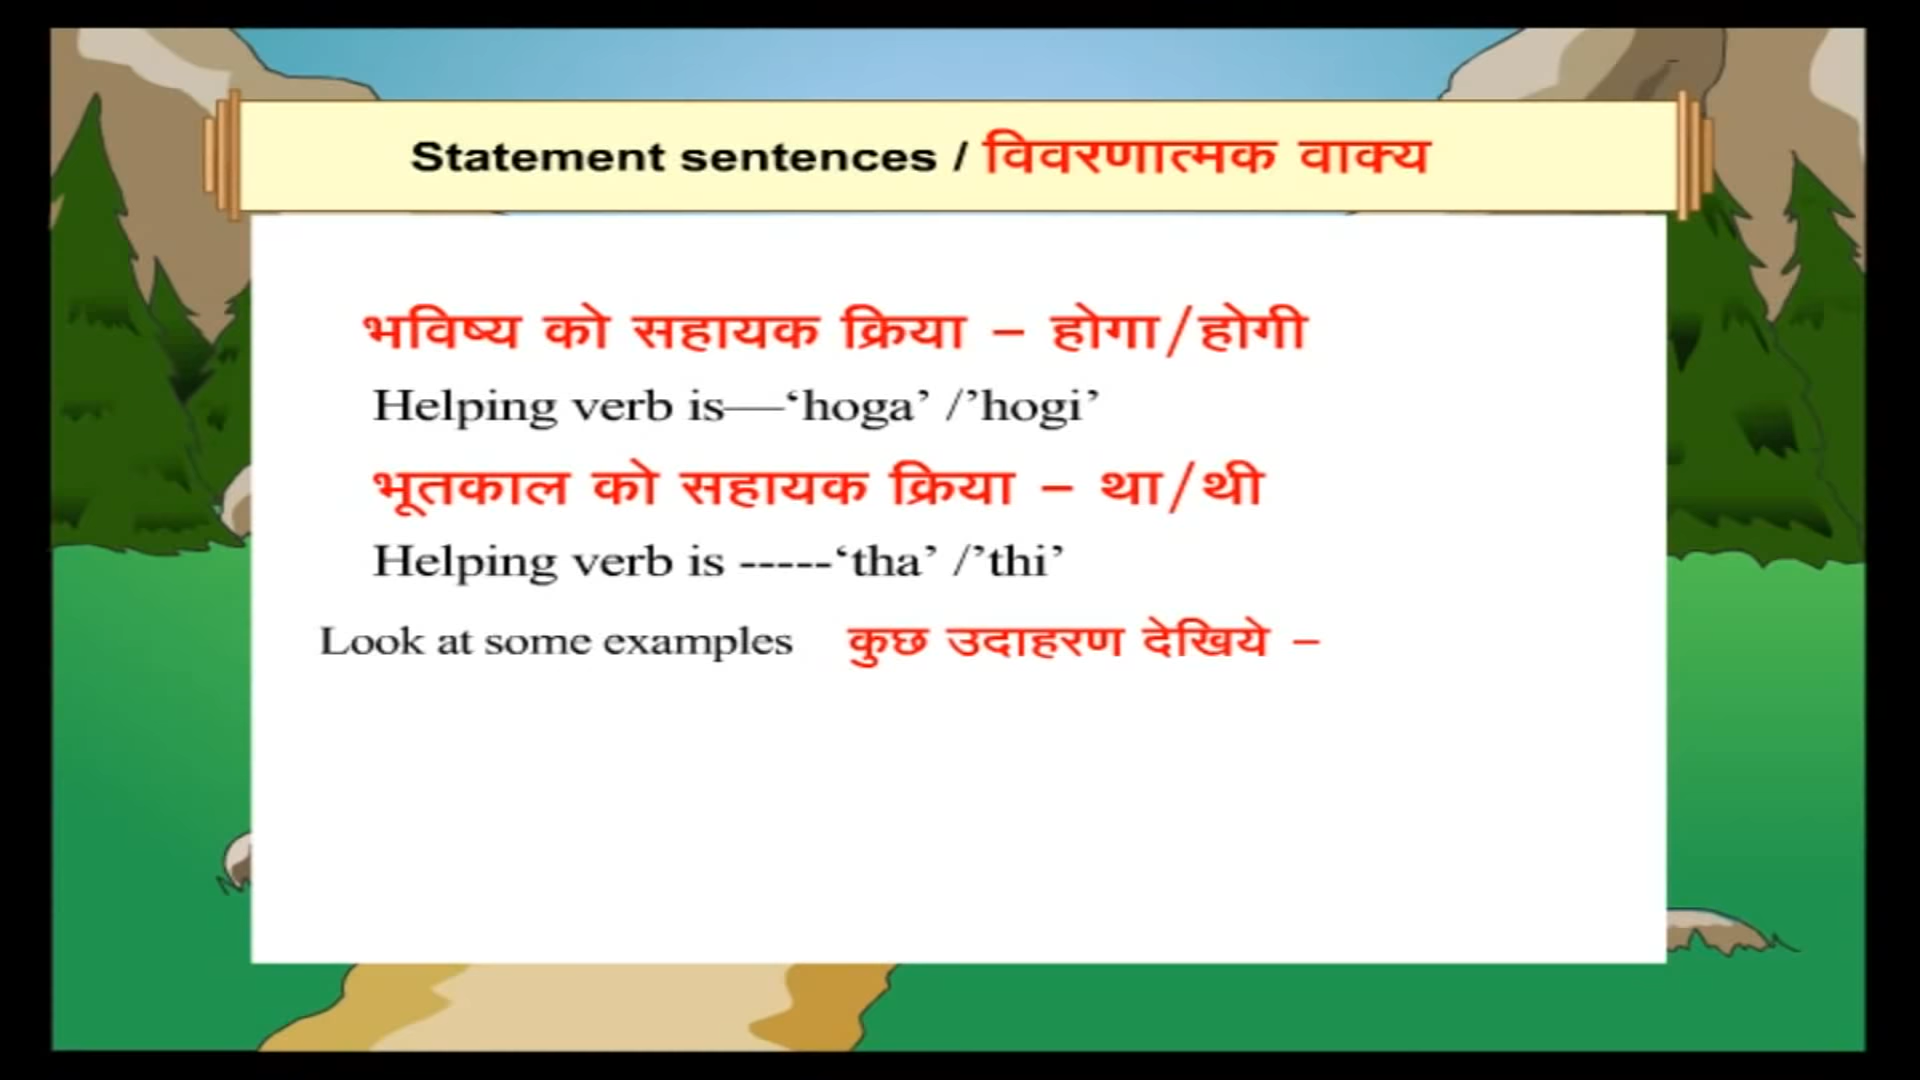 Statement sentences / विवरणात्मक वाक्य
भविष्य को सहायक क्रिया – होगा/होगी
Helping verb is—‘hoga’ /’hogi’
भूतकाल को सहायक क्रिया – था/थी
Helping verb is -----‘tha’ /’thi’
Look at some examples कुछ उदाहरण देखिये –